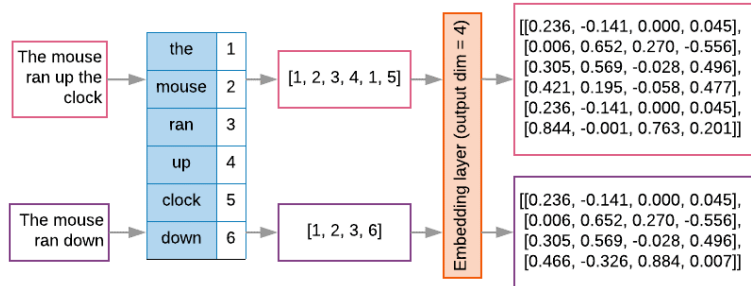 The mouse
ran up the
clock
the 1
mouse 2
ran 3
up 4
clock 5
down 6
[1, 2, 3, 4, 1, 5]
Embedding layer (output dim = 4)
[[0.236, -0.141, 0.000, 0.045],
[0.006, 0.652, 0.270, -0.556],
[0.305, 0.569, -0.028, 0.496],
[0.421, 0.195, -0.058, 0.477],
[0.236, -0.141, 0.000, 0.045],
[0.844, -0.001, 0.763, 0.201]]
The mouse
ran down
[1, 2, 3, 6]
[[0.236, -0.141, 0.000, 0.045],
[0.006, 0.652, 0.270, -0.556],
[0.305, 0.569, -0.028, 0.496],
[0.466, -0.326, 0.884, 0.007]]